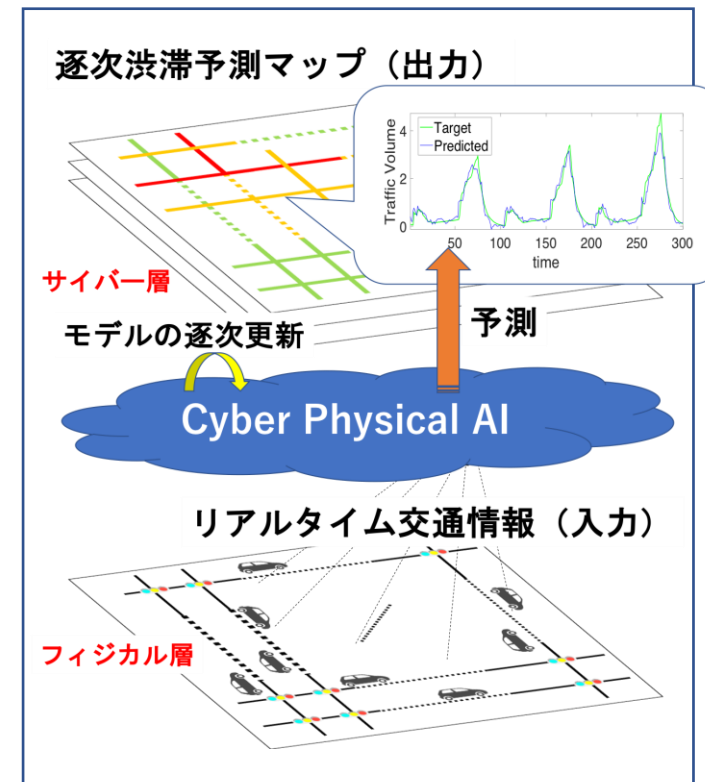 逐次渋滞予測マップ（出力）
Target
Predicted
Traffic Volume
4
2
0
50 100 150 200 250 300
time
サイバー層
モデルの逐次更新
予測
Cyber Physical AI
リアルタイム交通情報（入力）
フィジカル層